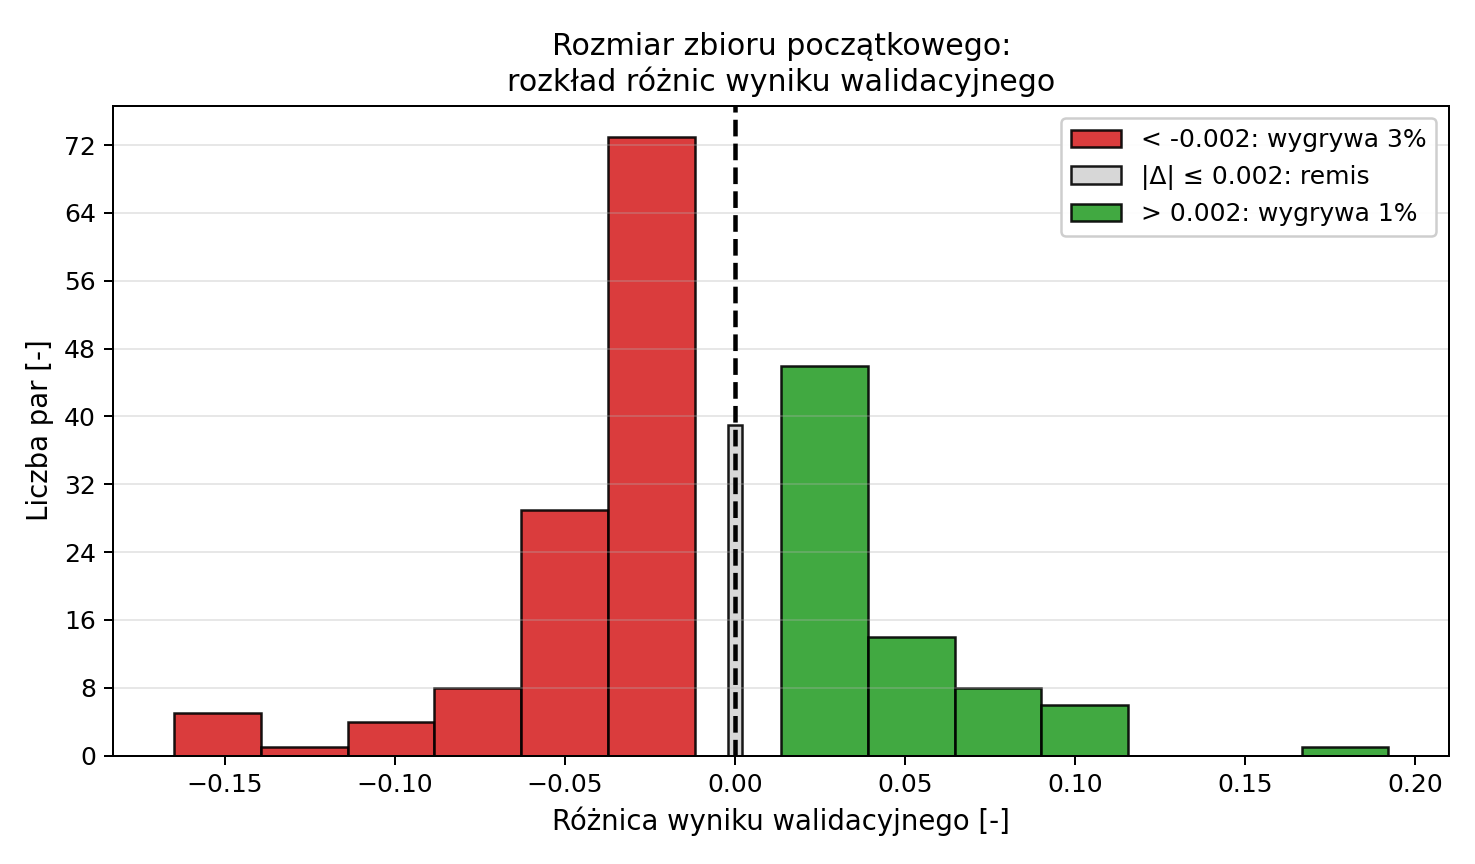 Rozmiar zbioru początkowego:
rozkład różnic wyniku walidacyjnego
< -0.002: wygrywa 3%
|Δ| ≤ 0.002: remis
> 0.002: wygrywa 1%
Liczba par [-]
72
64
56
48
40
32
24
16
8
0
−0.15
−0.10
−0.05
0.00
0.05
0.10
0.15
0.20
Różnica wyniku walidacyjnego [-]